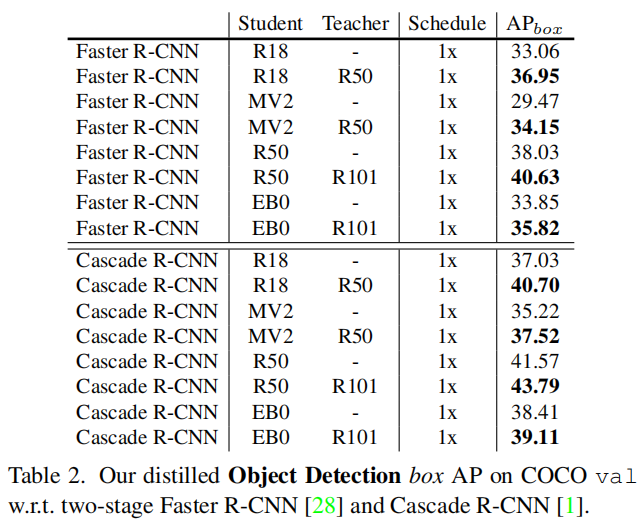 Student Teacher Schedule APbox
Faster R-CNN R18 - 1x 33.06
Faster R-CNN R18 R50 1x 36.95
Faster R-CNN MV2 - 1x 29.47
Faster R-CNN MV2 R50 1x 34.15
Faster R-CNN R50 - 1x 38.03
Faster R-CNN R50 R101 1x 40.63
Faster R-CNN EB0 - 1x 33.85
Faster R-CNN EB0 R101 1x 35.82
Cascade R-CNN R18 - 1x 37.03
Cascade R-CNN R18 R50 1x 40.70
Cascade R-CNN MV2 - 1x 35.22
Cascade R-CNN MV2 R50 1x 37.52
Cascade R-CNN R50 - 1x 41.57
Cascade R-CNN R50 R101 1x 43.79
Cascade R-CNN EB0 - 1x 38.41
Cascade R-CNN EB0 R101 1x 39.11
Table 2. Our distilled Object Detection box AP on COCO val
w.r.t. two-stage Faster R-CNN [28] and Cascade R-CNN [1].